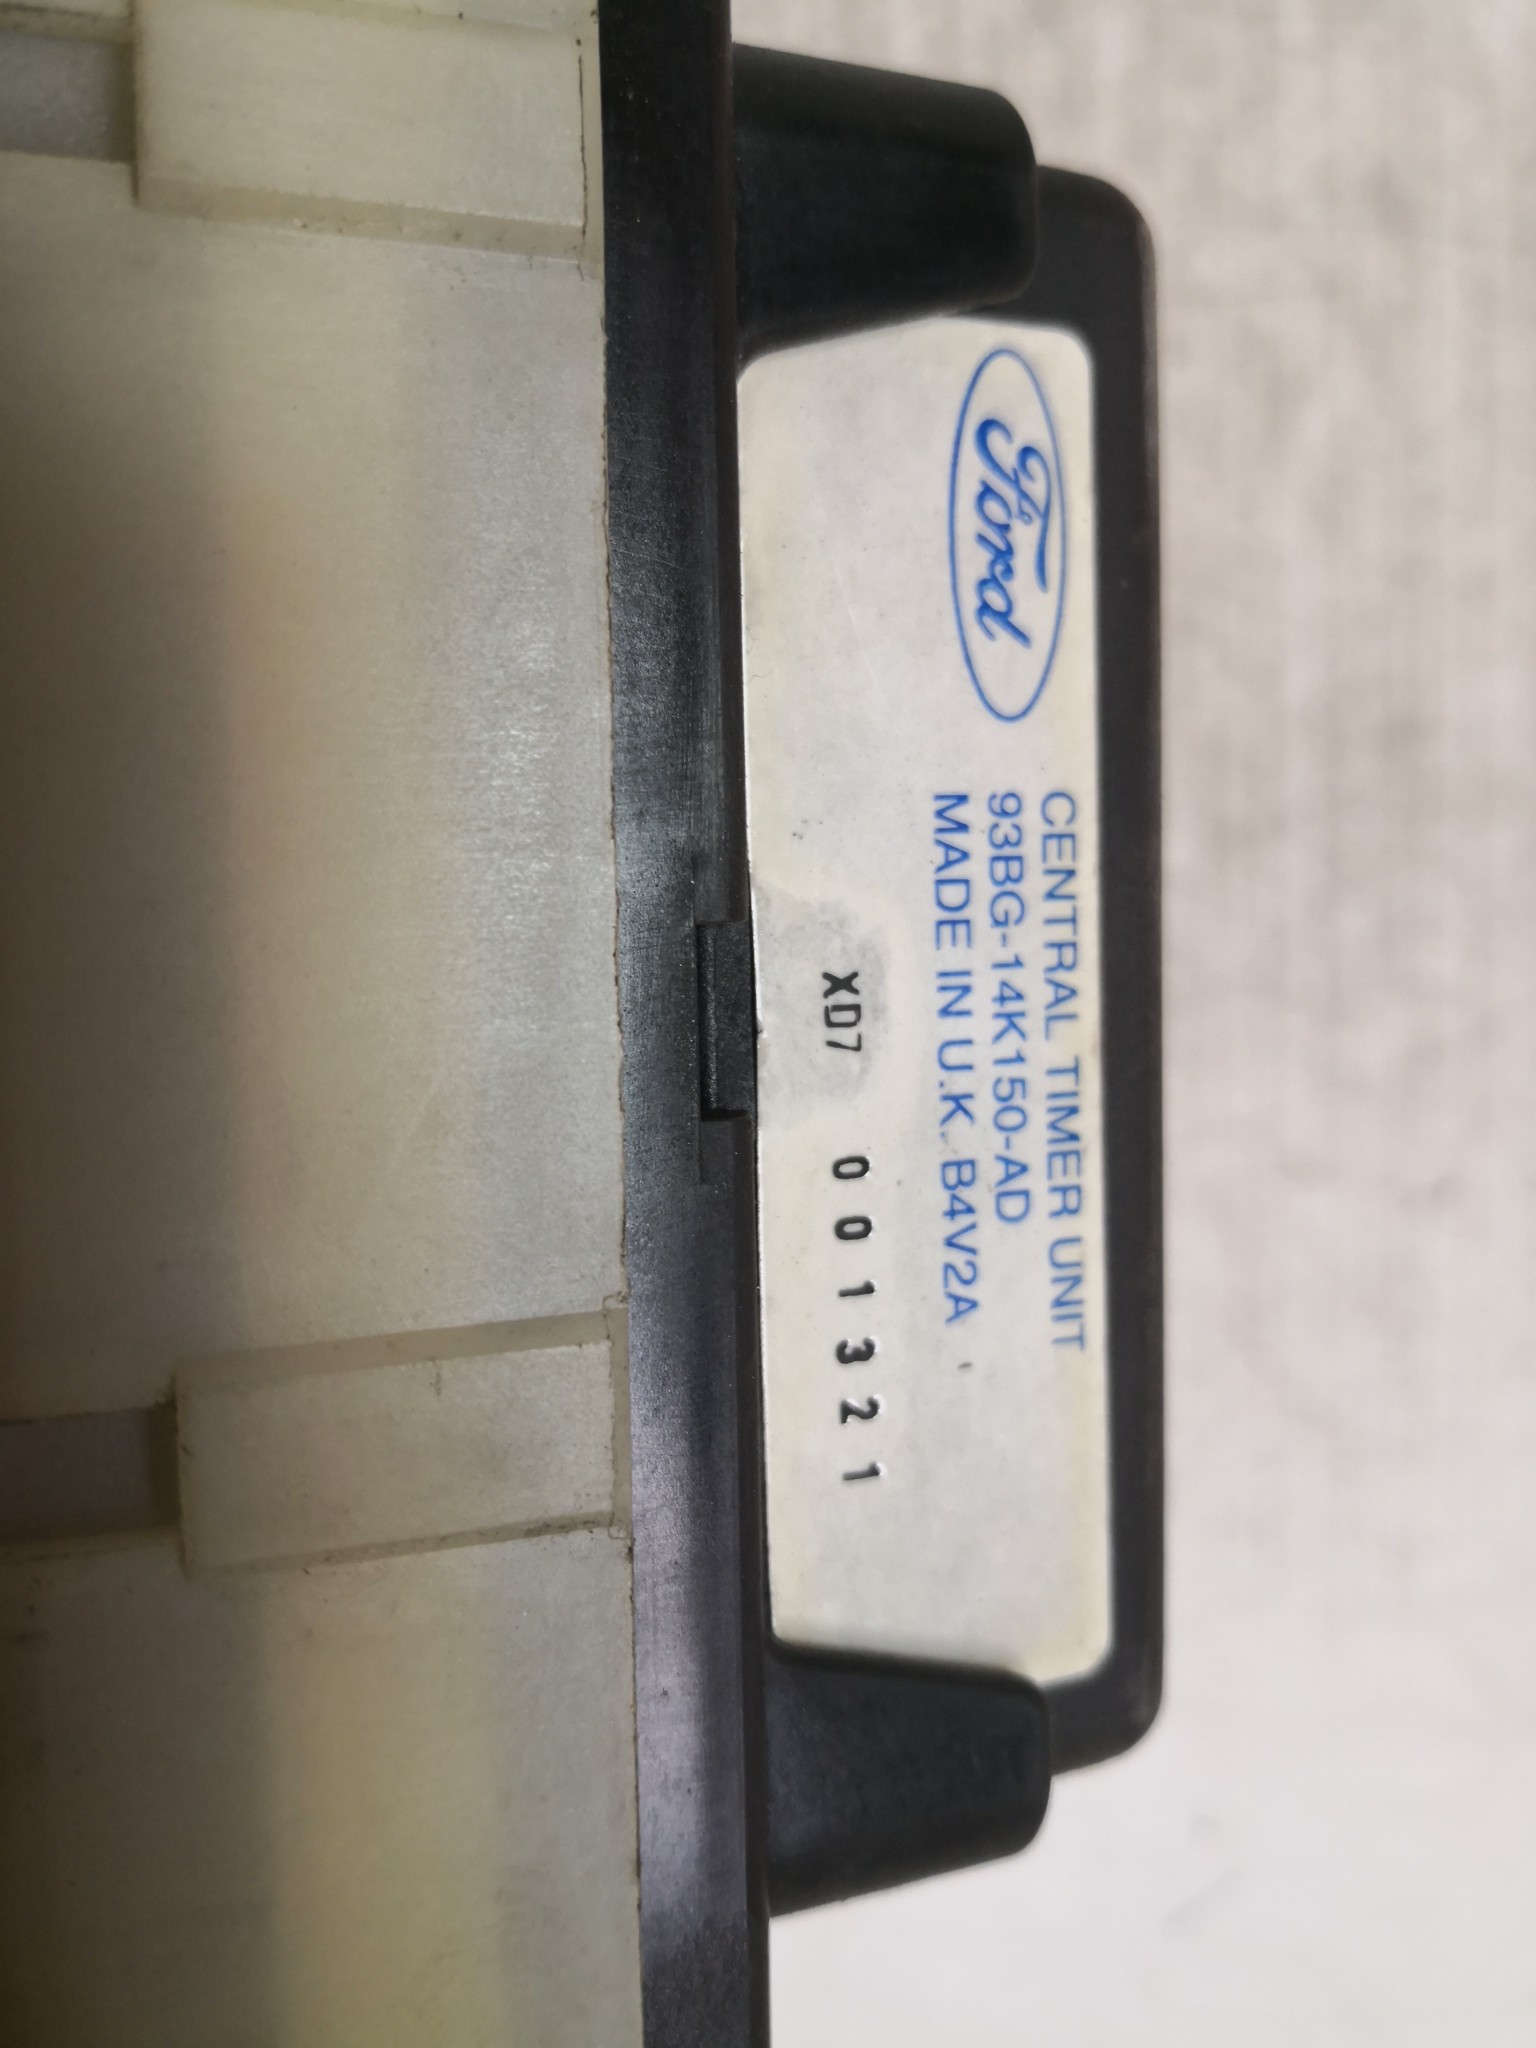 Ford
CENTRAL TIMER UNIT
93BG-14K150-AD
MADE IN U.K. B4V2A
XD7 001321